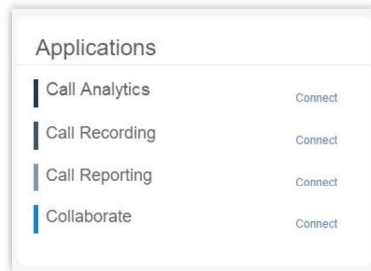 Applications
Call Analytics
Connect
Call Recording
Connect
Call Reporting
Connect
Collaborate
Connect